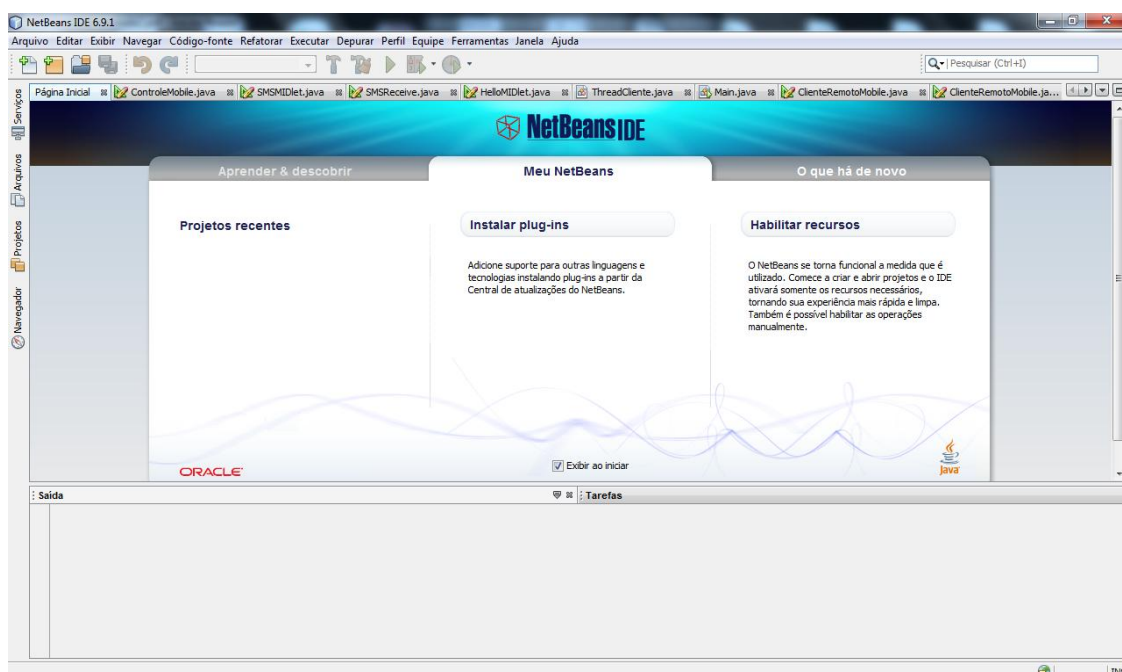 NetBeans IDE 6.9.1
Arquivo Editar Exibir Navegar Código-fonte Refatorar Executar Depurar Perfil Equipe Ferramentas Janela Ajuda
Pesquisar (Ctrl+I)
Página Inicial ControleMobile.java SMSMIDlet.java SMSReceive.java HelloMIDlet.java ThreadCliente.java Main.java ClienteRemotoMobile.java ClienteRemotoMobile.ja...
Serviços
Arquivos
Projetos
Navegador
NetBeans IDE
Aprender & descobrir
Meu NetBeans
O que há de novo
Projetos recentes
Instalar plug-ins
Adicione suporte para outras linguagens e
tecnologias instalando plug-ins a partir da
Central de atualizações do NetBeans.
Habilitar recursos
O NetBeans se torna funcional a medida que é
utilizado. Comece a criar e abrir projetos e o IDE
ativará somente os recursos necessários,
tornando sua experiência mais rápida e limpa.
Também é possível habilitar as operações
manualmente.
ORACLE
Exibir ao iniciar
Java
Saída
Tarefas